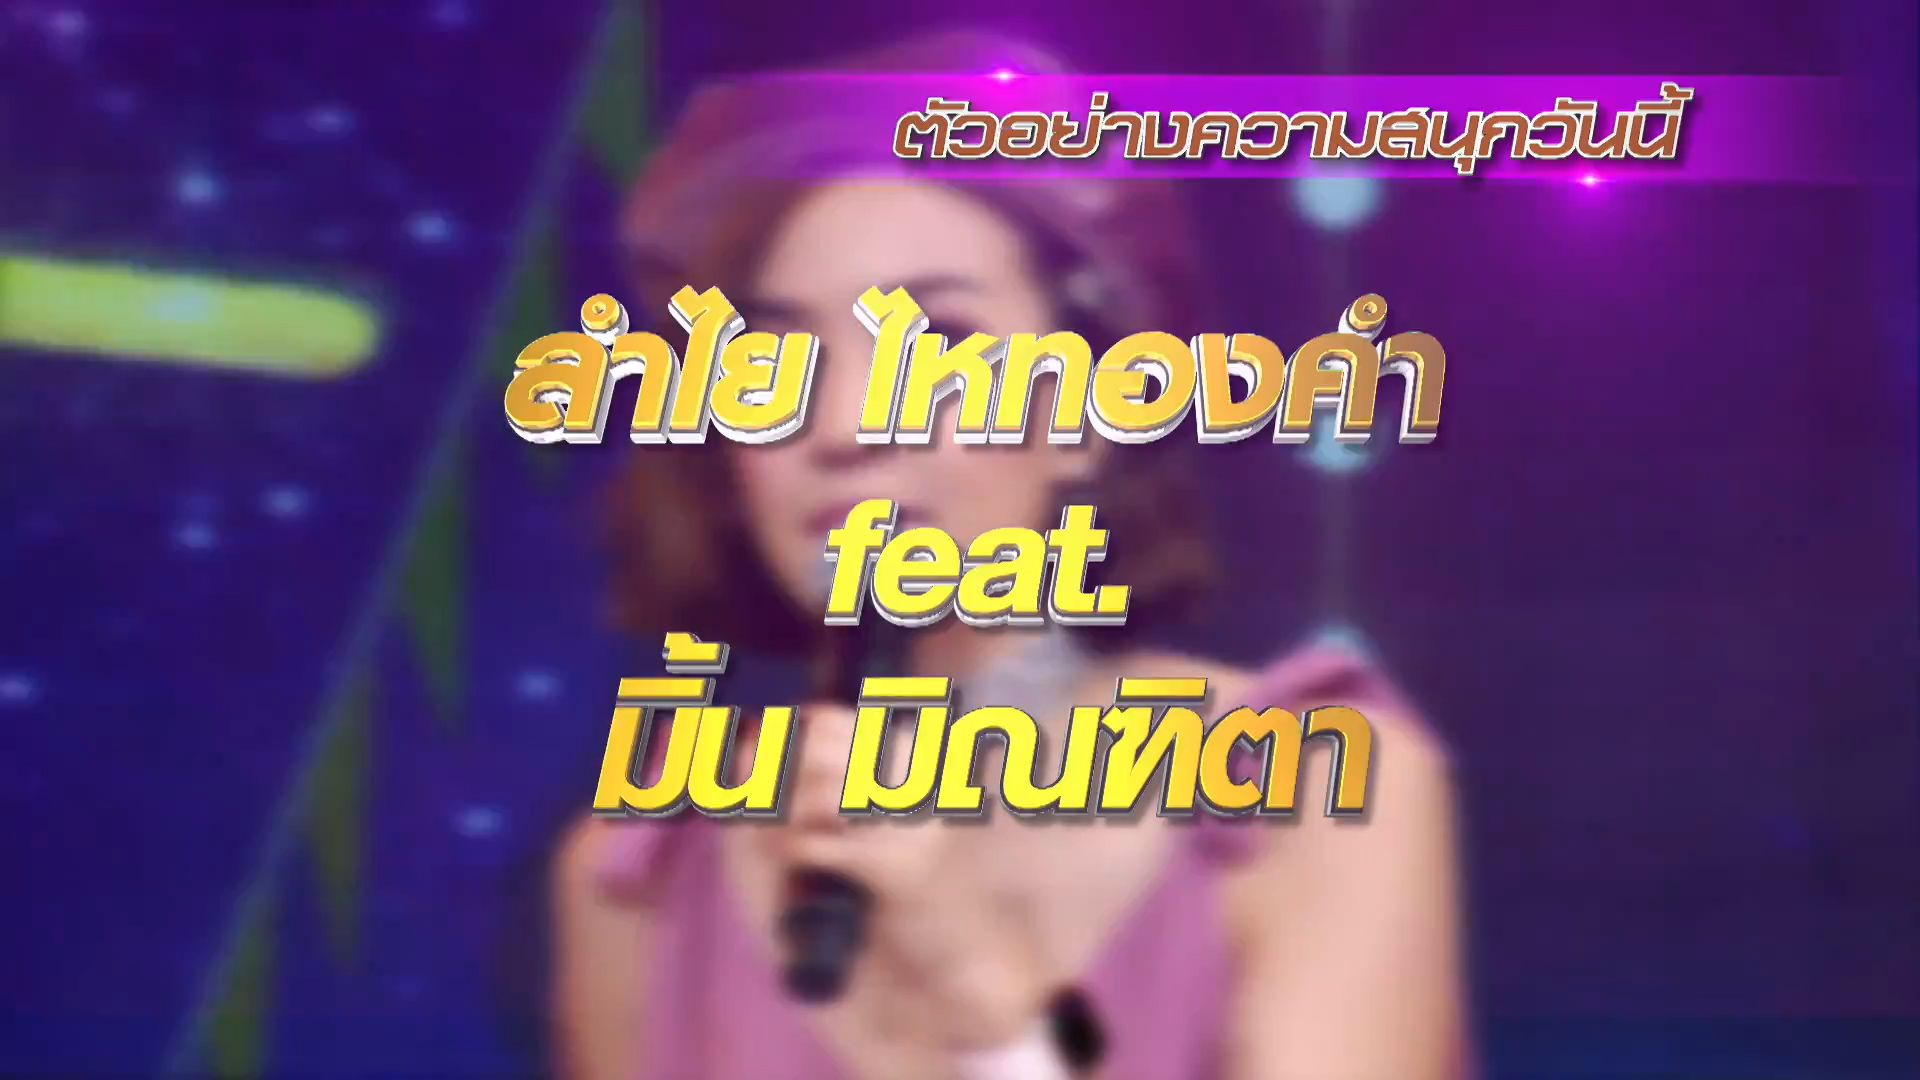 ตัวอย่างความสนุกวันนี้
ลำไย ไหทองคำ
feat.
มิ้น มิณฑิตา